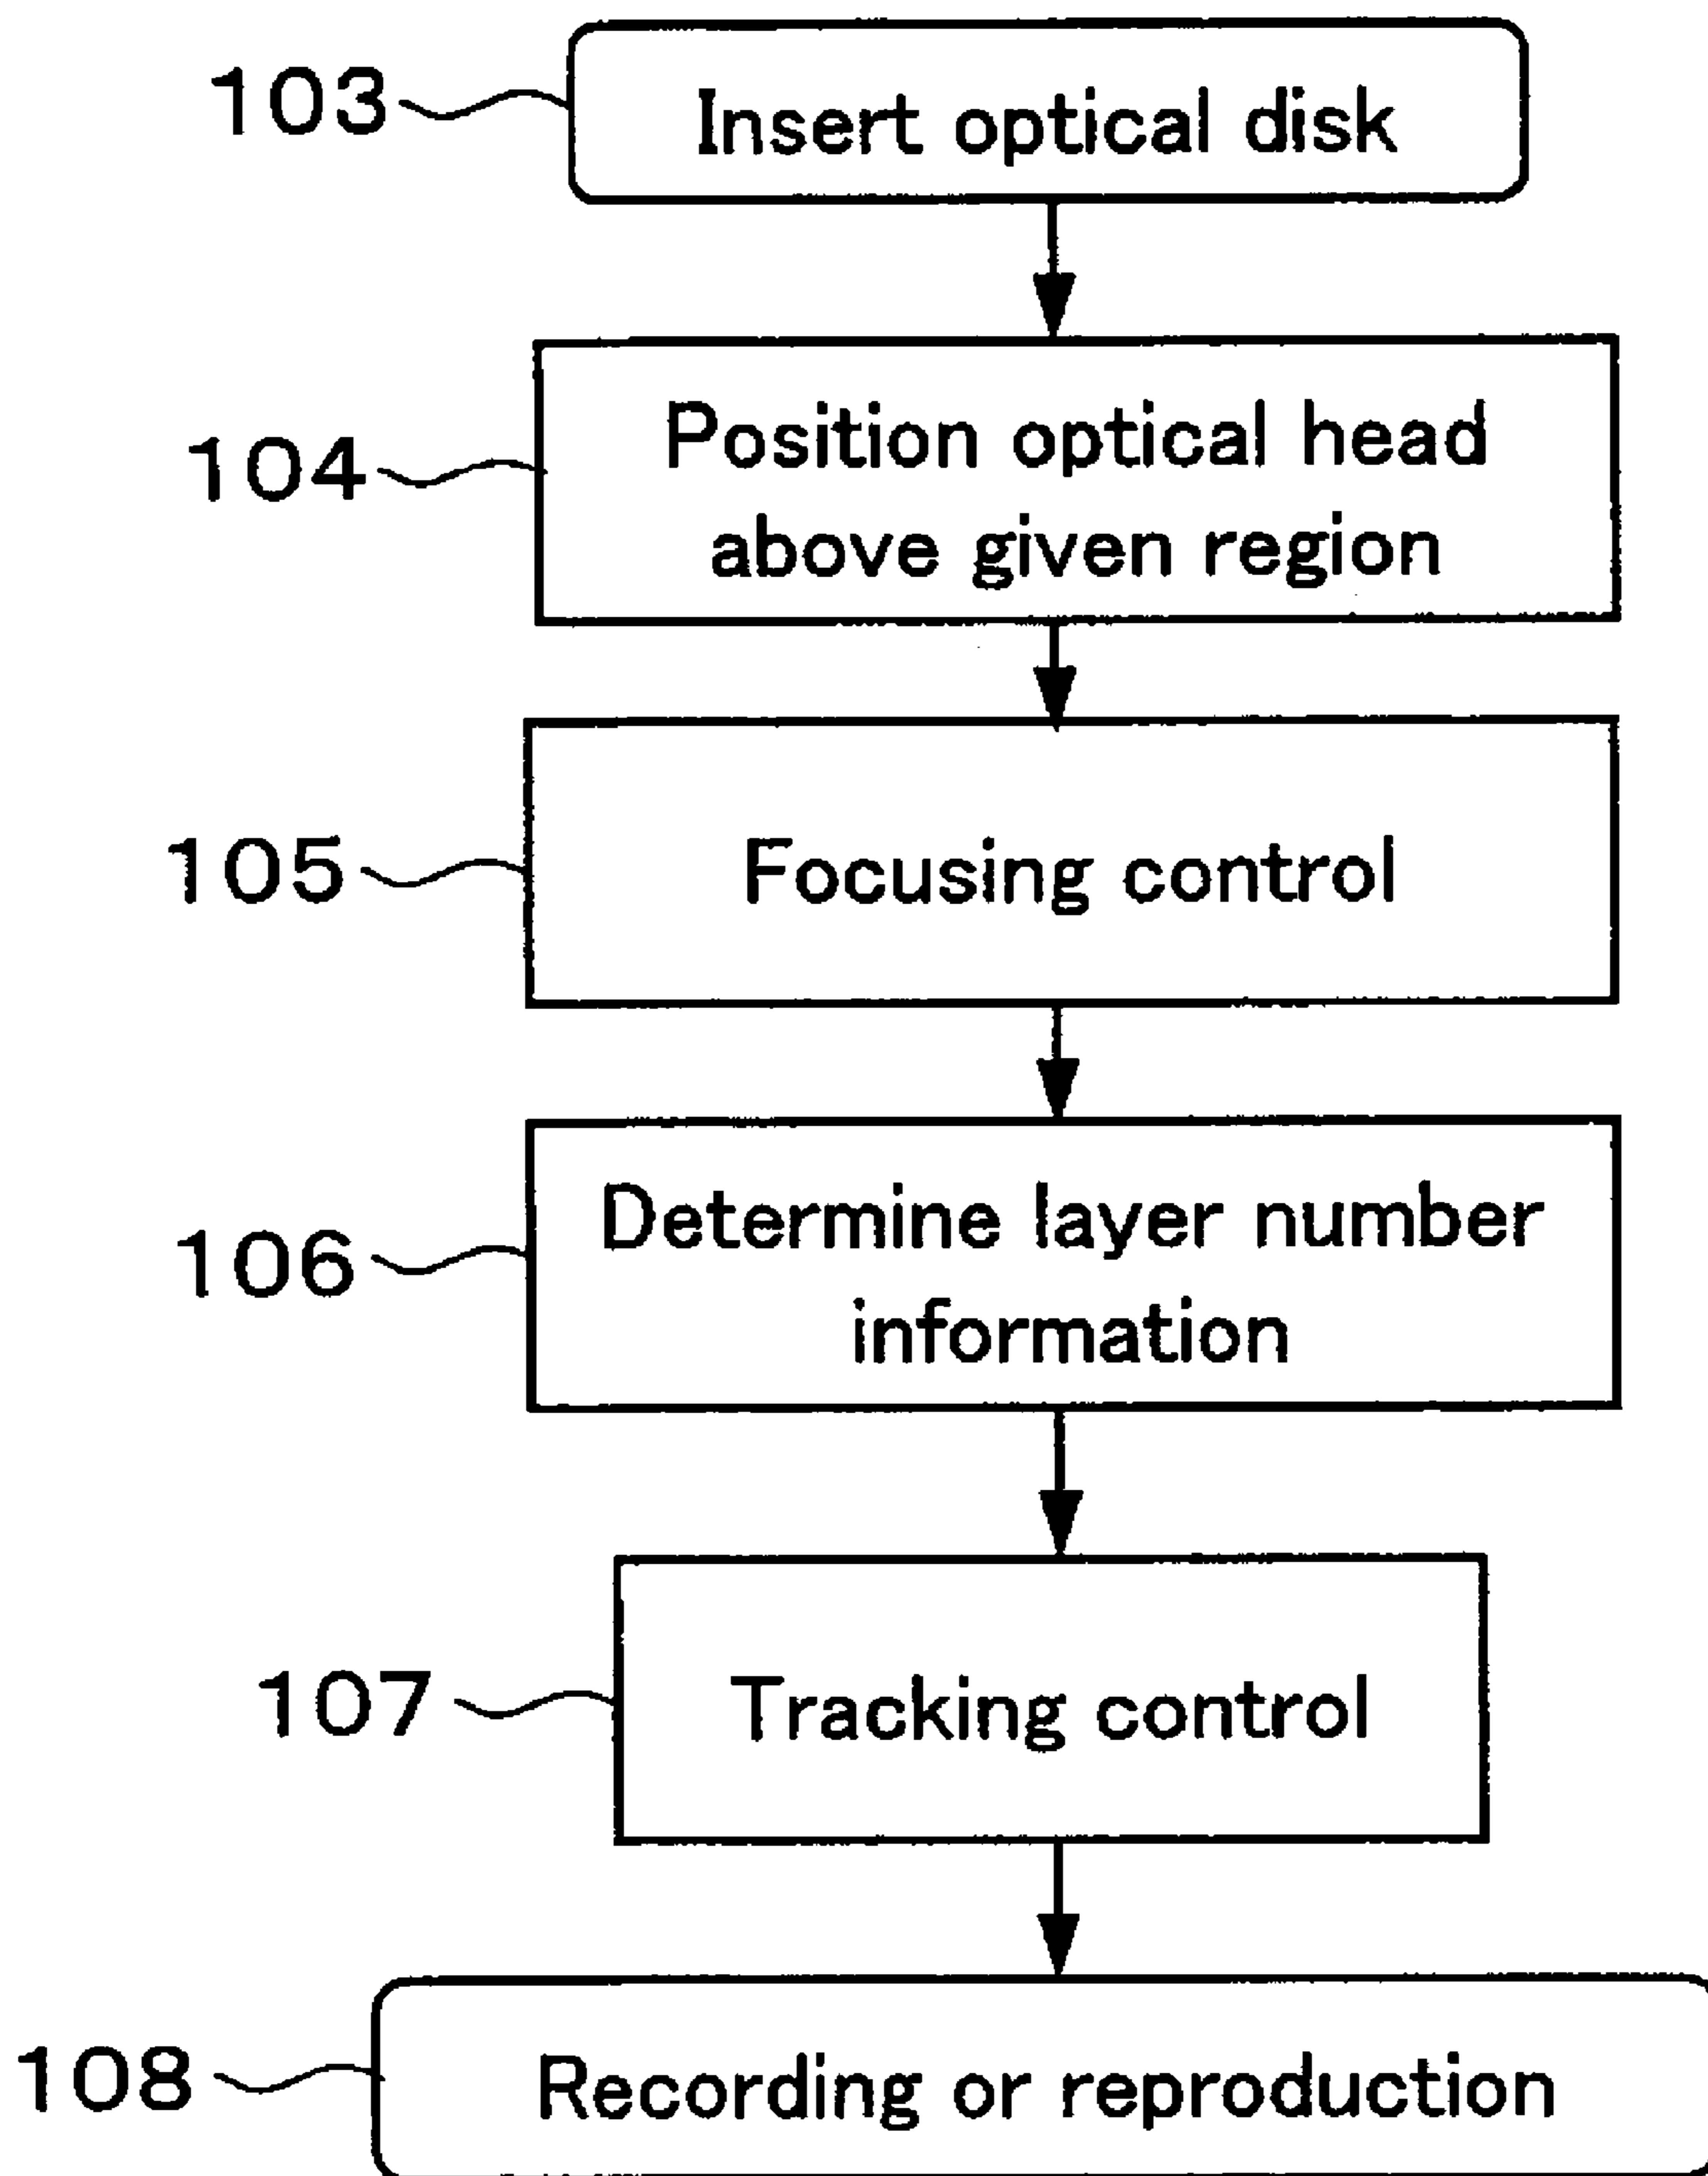 103
Insert optical disk
104
Position optical head
above given region
105
Focusing control
106
Determine layer number
information
107
Tracking control
108
Recording or reproduction